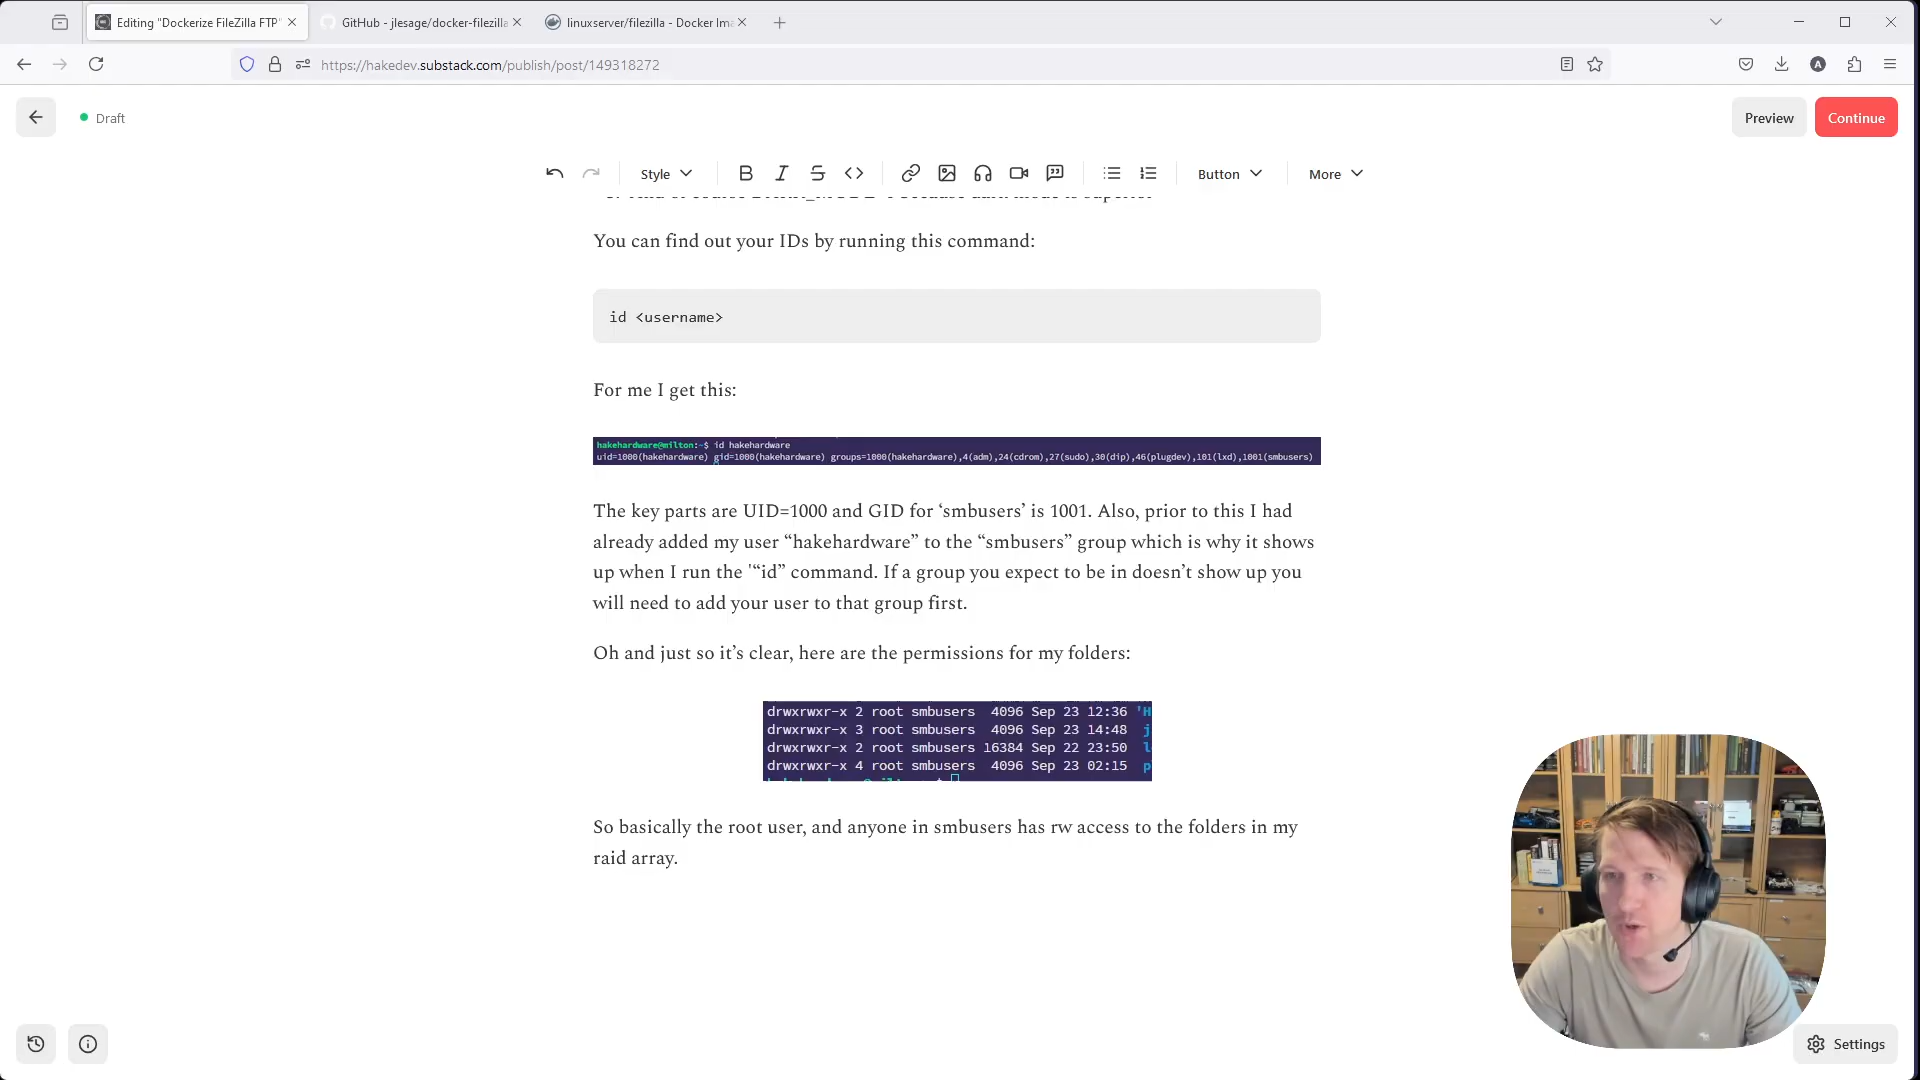 Editing "Dockerize FileZilla FTP"
GitHub - jlesage/docker-filezilla
linuxserver/filezilla - Docker Ima
https://hakedev.substack.com/publish/post/149318272
Draft
Preview
Continue
Style
Button
More
You can find out your IDs by running this command:
id <username>
For me I get this:
hakehardware@milton:~$ id hakehardware
uid=1000(hakehardware) gid=1000(hakehardware) groups=1000(hakehardware),4(adm),24(cdrom),27(sudo),30(dip),46(plugdev),101(lxd),1001(smbusers)
The key parts are UID=1000 and GID for ‘smbusers’ is 1001. Also, prior to this I had
already added my user “hakehardware” to the “smbusers” group which is why it shows
up when I run the '“id” command. If a group you expect to be in doesn’t show up you
will need to add your user to that group first.
Oh and just so it’s clear, here are the permissions for my folders:
drwxrwxr-x 2 root smbusers 4096 Sep 23 12:36 'H
drwxrwxr-x 3 root smbusers 4096 Sep 23 14:48 j
drwxrwxr-x 2 root smbusers 16384 Sep 22 23:50 l
drwxrwxr-x 4 root smbusers 4096 Sep 23 02:15 p
So basically the root user, and anyone in smbusers has rw access to the folders in my
raid array.
Settings